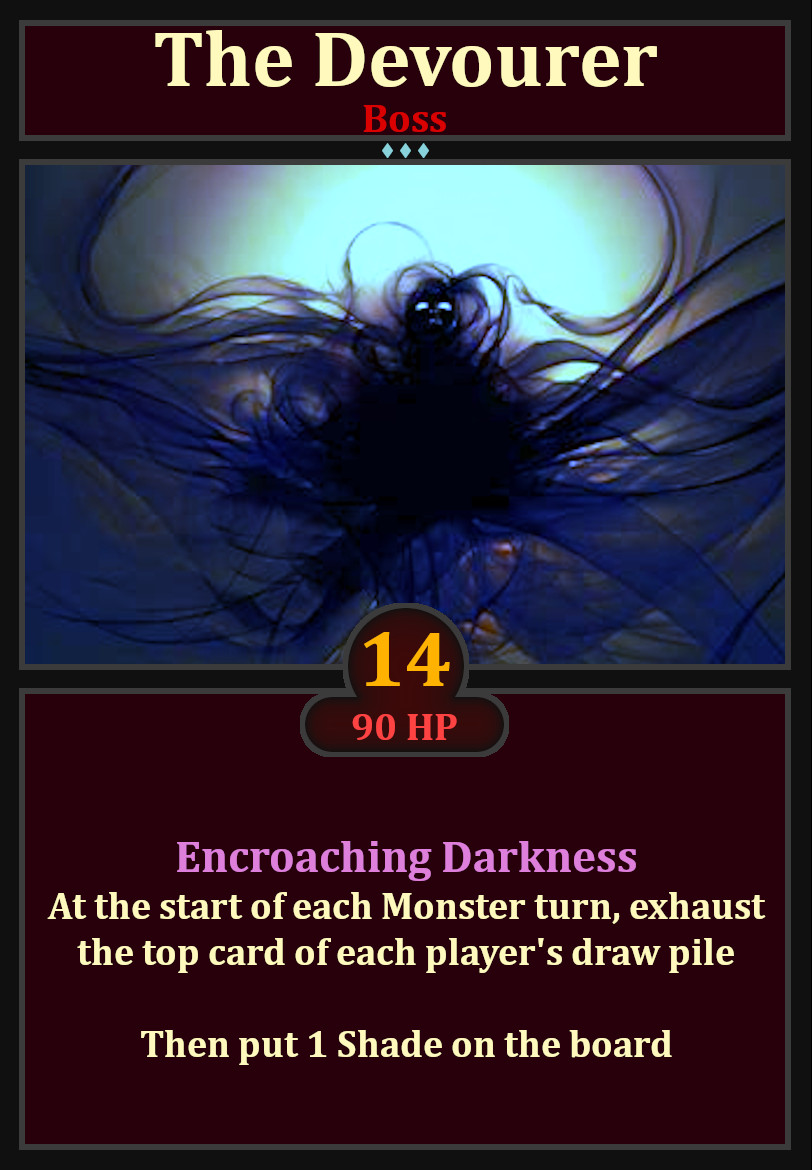 The Devourer
Boss
14
90 HP
Encroaching Darkness
At the start of each Monster turn, exhaust
the top card of each player's draw pile
Then put 1 Shade on the board